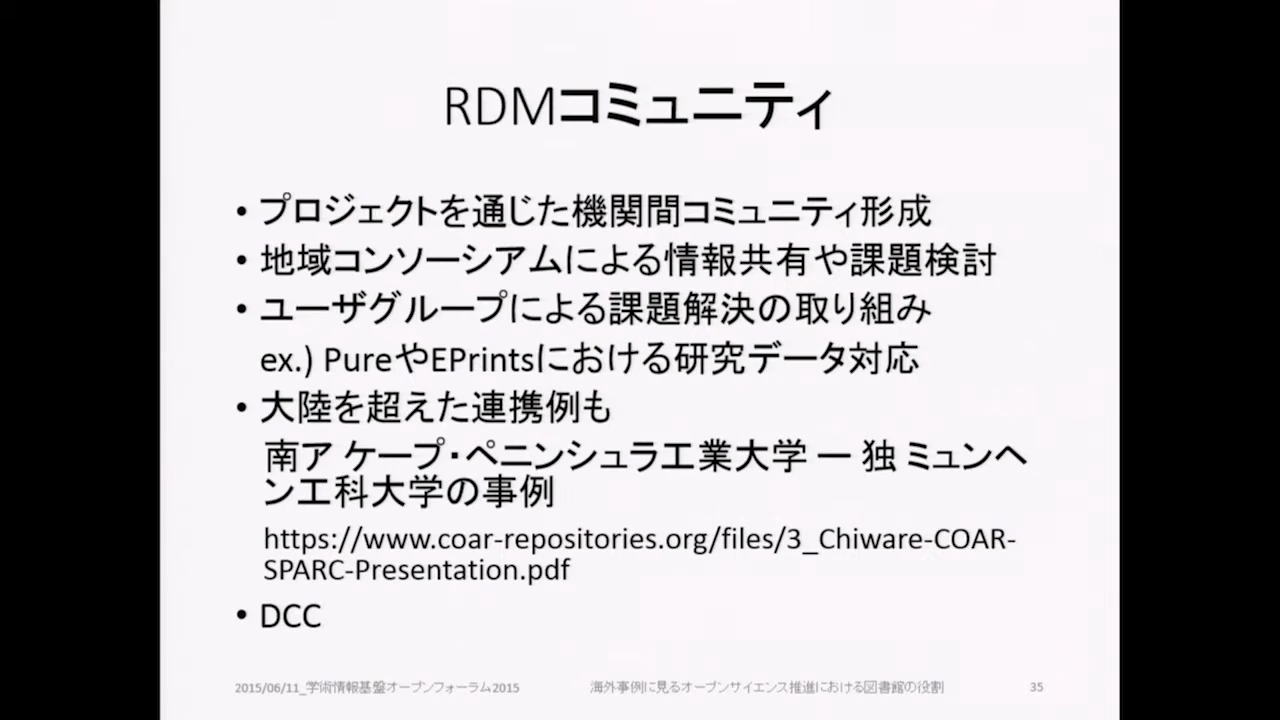 RDMコミュニティ
• プロジェクトを通じた機関間コミュニティ形成
• 地域コンソーシアムによる情報共有や課題検討
• ユーザグループによる課題解決の取り組み
ex.) PureやEPrintsにおける研究データ対応
• 大陸を超えた連携例も
南ア ケープ・ペニンシュラ工業大学 ー 独 ミュンヘ
ン工科大学の事例
https://www.coar-repositories.org/files/3_Chiware-COAR-
SPARC-Presentation.pdf
• DCC
2015/06/11_学術情報基盤オープンフォーラム2015 海外事例に見るオープンサイエンス推進における図書館の役割 35